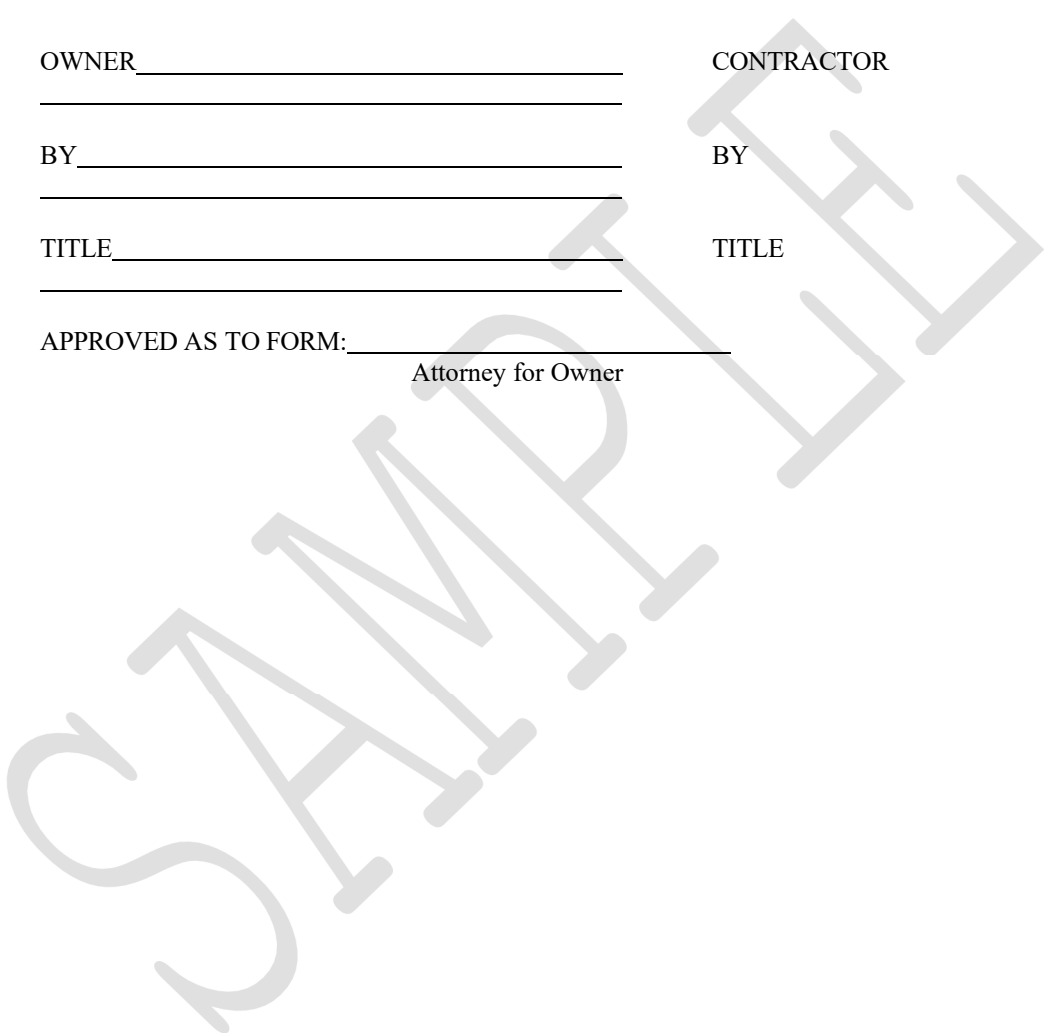 OWNER CONTRACTOR
BY BY
TITLE TITLE
APPROVED AS TO FORM:
Attorney for Owner
SAMPLE